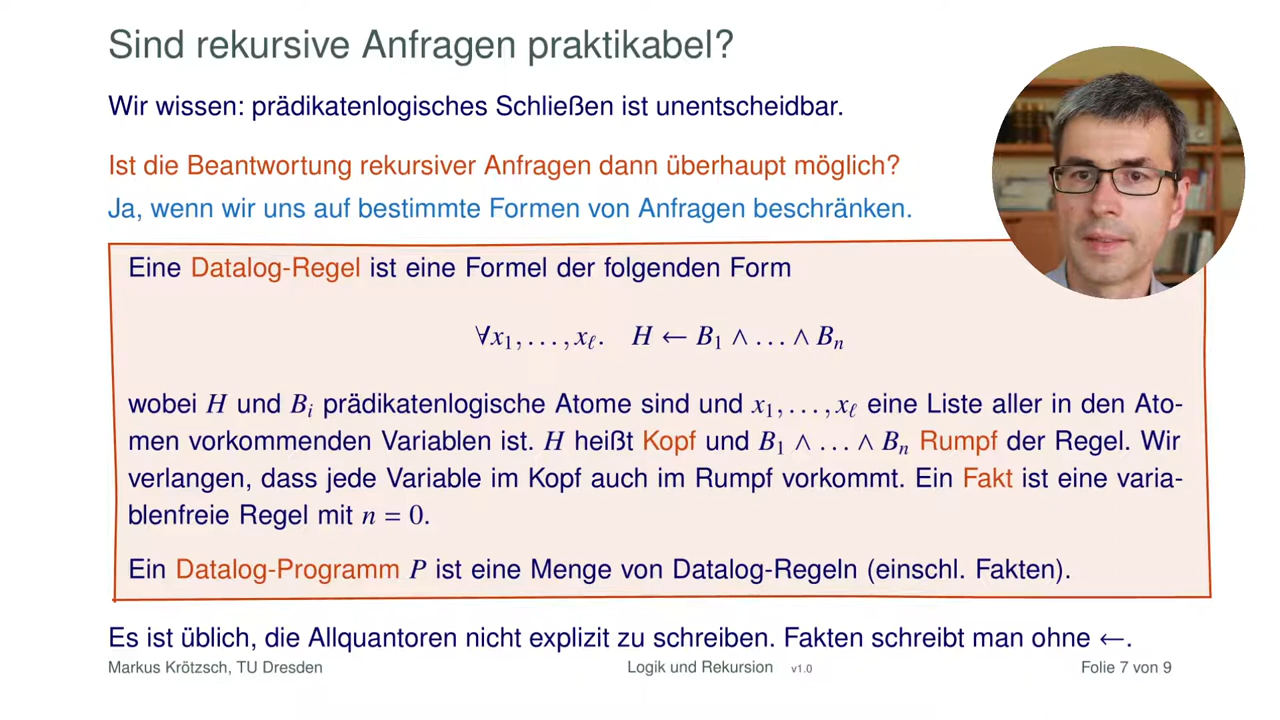 Sind rekursive Anfragen praktikabel?
Wir wissen: prädikatenlogisches Schließen ist unentscheidbar.
Ist die Beantwortung rekursiver Anfragen dann überhaupt möglich?
Ja, wenn wir uns auf bestimmte Formen von Anfragen beschränken.
Eine Datalog-Regel ist eine Formel der folgenden Form
∀x₁, . . . , xℓ. H ← B₁ ∧ . . . ∧ Bₙ
wobei H und Bᵢ prädikatenlogische Atome sind und x₁, . . . , xℓ eine Liste aller in den Ato-
men vorkommenden Variablen ist. H heißt Kopf und B₁ ∧ . . . ∧ Bₙ Rumpf der Regel. Wir
verlangen, dass jede Variable im Kopf auch im Rumpf vorkommt. Ein Fakt ist eine varia-
blenfreie Regel mit n = 0.
Ein Datalog-Programm P ist eine Menge von Datalog-Regeln (einschl. Fakten).
Es ist üblich, die Allquantoren nicht explizit zu schreiben. Fakten schreibt man ohne ←.
Markus Krötzsch, TU Dresden Logik und Rekursion v1.0 Folie 7 von 9